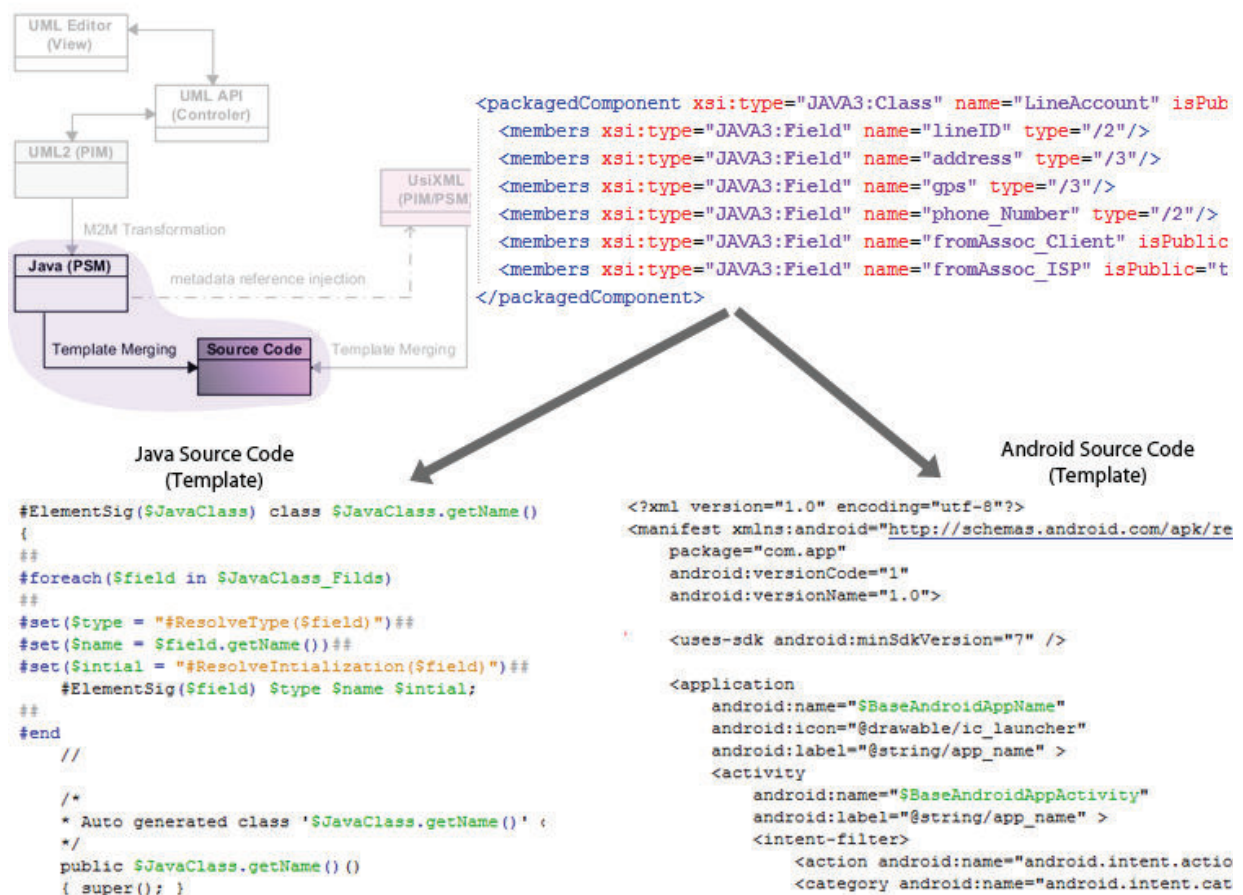 UML Editor
(View)
UML API
(Controler)
UML2 (PIM)
UsiXML
(PIM/PSM)
M2M Transformation
Java (PSM)
metadata reference injection
Template Merging
Source Code
Template Merging
<packagedComponent xsi:type="JAVA3:Class" name="LineAccount" isPub
<members xsi:type="JAVA3:Field" name="lineID" type="/2"/>
<members xsi:type="JAVA3:Field" name="address" type="/3"/>
<members xsi:type="JAVA3:Field" name="gps" type="/3"/>
<members xsi:type="JAVA3:Field" name="phone_Number" type="/2"/>
<members xsi:type="JAVA3:Field" name="fromAssoc_Client" isPublic
<members xsi:type="JAVA3:Field" name="fromAssoc_ISP" isPublic="t
</packagedComponent>
Java Source Code
(Template)
#ElementSig($JavaClass) class $JavaClass.getName()
{
##
#foreach($field in $JavaClass_Filds)
##
#set($type = "#ResolveType($field)")##
#set($name = $field.getName())##
#set($intial = "#ResolveIntialization($field)")##
#ElementSig($field) $type $name $intial;
##
#end
//
/*
* Auto generated class '$JavaClass.getName()'
*/
public $JavaClass.getName()()
{ super(); }
Android Source Code
(Template)
<?xml version="1.0" encoding="utf-8"?>
<manifest xmlns:android="http://schemas.android.com/apk/re
package="com.app"
android:versionCode="1"
android:versionName="1.0">
<uses-sdk android:minSdkVersion="7" />
<application
android:name="$BaseAndroidAppName"
android:icon="@drawable/ic_launcher"
android:label="@string/app_name" >
<activity
android:name="$BaseAndroidAppActivity"
android:label="@string/app_name" >
<intent-filter>
<action android:name="android.intent.actio
<category android:name="android.intent.cat